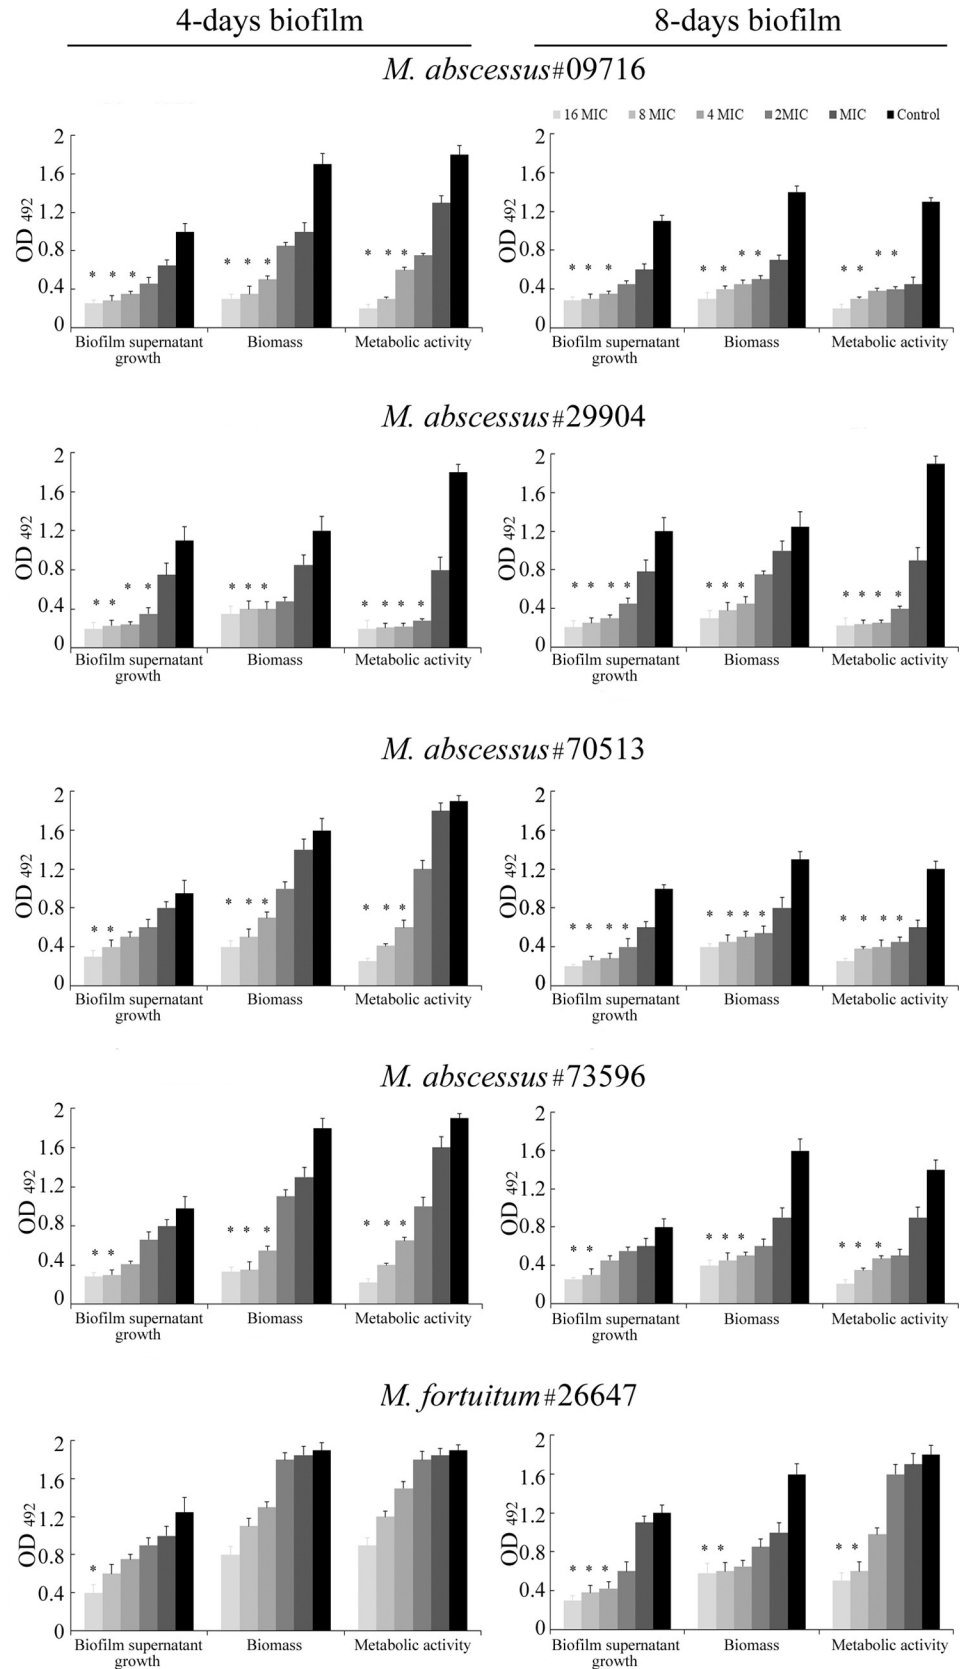 4-days biofilm 8-days biofilm
M. abscessus#09716
16 MIC 8 MIC 4 MIC 2MIC MIC Control
OD 492
2
1.6
1.2
0.8
0.4
0
* * * * * * * * *
Biofilm supernatant growth Biomass Metabolic activity
OD 492
2
1.6
1.2
0.8
0.4
0
* * * * * * * * * * *
Biofilm supernatant growth Biomass Metabolic activity
M. abscessus#29904
OD 492
2
1.6
1.2
0.8
0.4
0
* * * * * * * * * * *
Biofilm supernatant growth Biomass Metabolic activity
OD 492
2
1.6
1.2
0.8
0.4
0
* * * * * * * * * * *
Biofilm supernatant growth Biomass Metabolic activity
M. abscessus#70513
OD 492
2
1.6
1.2
0.8
0.4
0
* * * * * * * *
Biofilm supernatant growth Biomass Metabolic activity
OD 492
2
1.6
1.2
0.8
0.4
0
* * * * * * * * * * * *
Biofilm supernatant growth Biomass Metabolic activity
M. abscessus#73596
OD 492
2
1.6
1.2
0.8
0.4
0
* * * * * * * *
Biofilm supernatant growth Biomass Metabolic activity
OD 492
2
1.6
1.2
0.8
0.4
0
* * * * * * * *
Biofilm supernatant growth Biomass Metabolic activity
M. fortuitum#26647
OD 492
2
1.6
1.2
0.8
0.4
0
*
Biofilm supernatant growth Biomass Metabolic activity
OD 492
2
1.6
1.2
0.8
0.4
0
* * * * * * *
Biofilm supernatant growth Biomass Metabolic activity